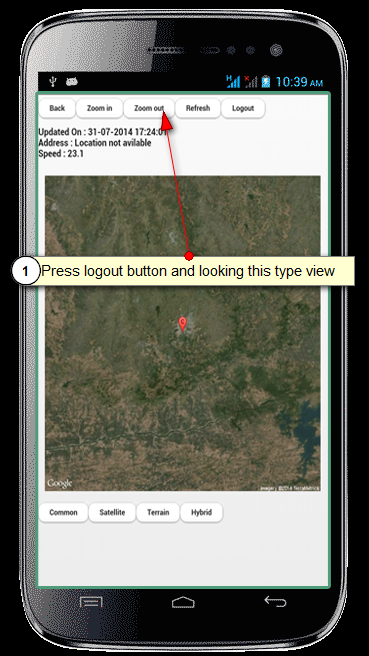 H
10:39 AM
Back Zoom in Zoom out Refresh Logout
Updated On : 31-07-2014 17:24:01
Address : Location not avilable
Speed : 23.1
1 Press logout button and looking this type view
Google
Imagery ©2014 TerraMetrics
Common Satellite Terrain Hybrid